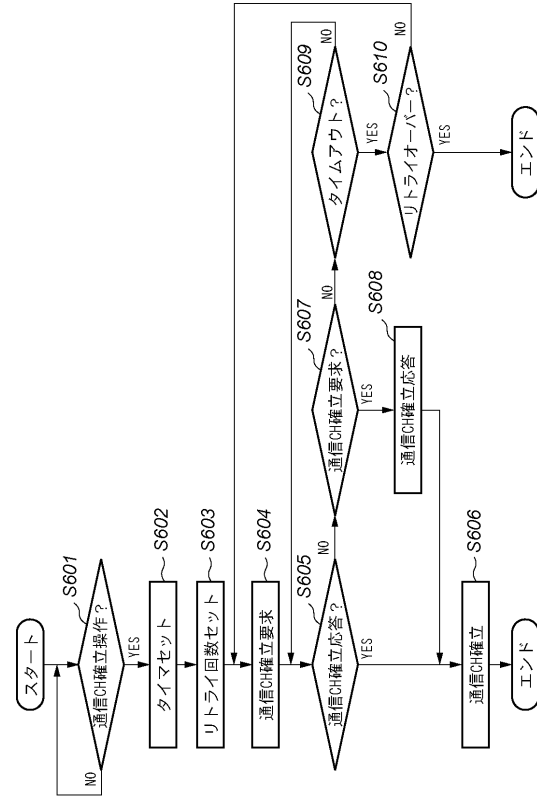 スタート
S601
通信CH確立操作？
NO
YES
S602
タイマセット
S603
リトライ回数セット
S604
通信CH確立要求
S605
通信CH確立応答？
NO
YES
S606
通信CH確立
エンド
S607
通信CH確立要求？
NO
YES
S608
通信CH確立応答
S609
タイムアウト？
NO
YES
S610
リトライオーバー？
NO
YES
エンド